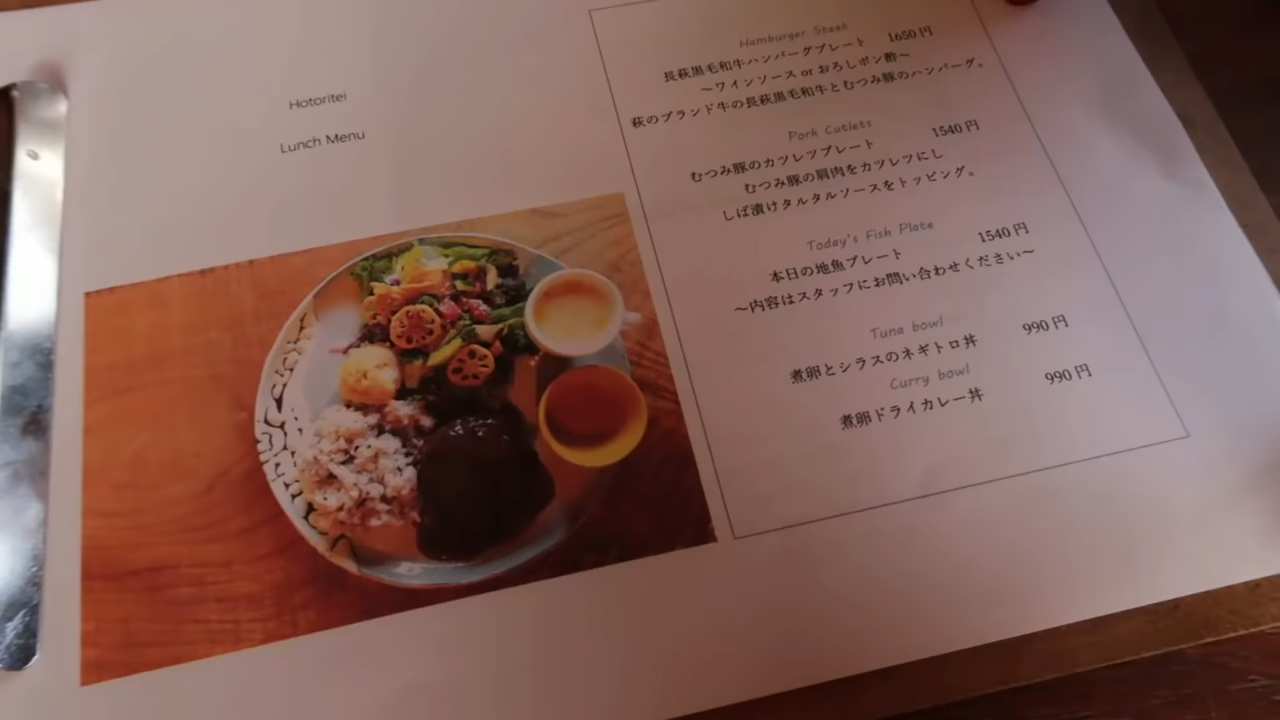 Hotoritei
Lunch Menu
Hamburger Steak
長萩黒毛和牛ハンバーグプレート 1650円
～ワインソース or おろしポン酢～
萩のブランド牛の長萩黒毛和牛とむつみ豚のハンバーグ。
Pork Cutlets
むつみ豚のカツレツプレート 1540円
むつみ豚の肩肉をカツレツにし
しば漬けタルタルソースをトッピング。
Today's Fish Plate
本日の地魚プレート 1540円
～内容はスタッフにお問い合わせください～
Tuna bowl
煮卵とシラスのネギトロ丼 990円
Curry bowl
煮卵ドライカレー丼 990円